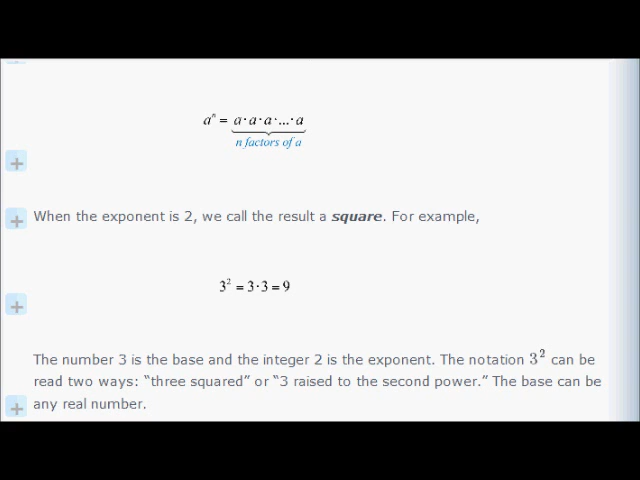 aⁿ = a·a·a·...·a
n factors of a
When the exponent is 2, we call the result a square. For example,
3² = 3·3 = 9
The number 3 is the base and the integer 2 is the exponent. The notation 3² can be
read two ways: “three squared” or “3 raised to the second power.” The base can be
any real number.